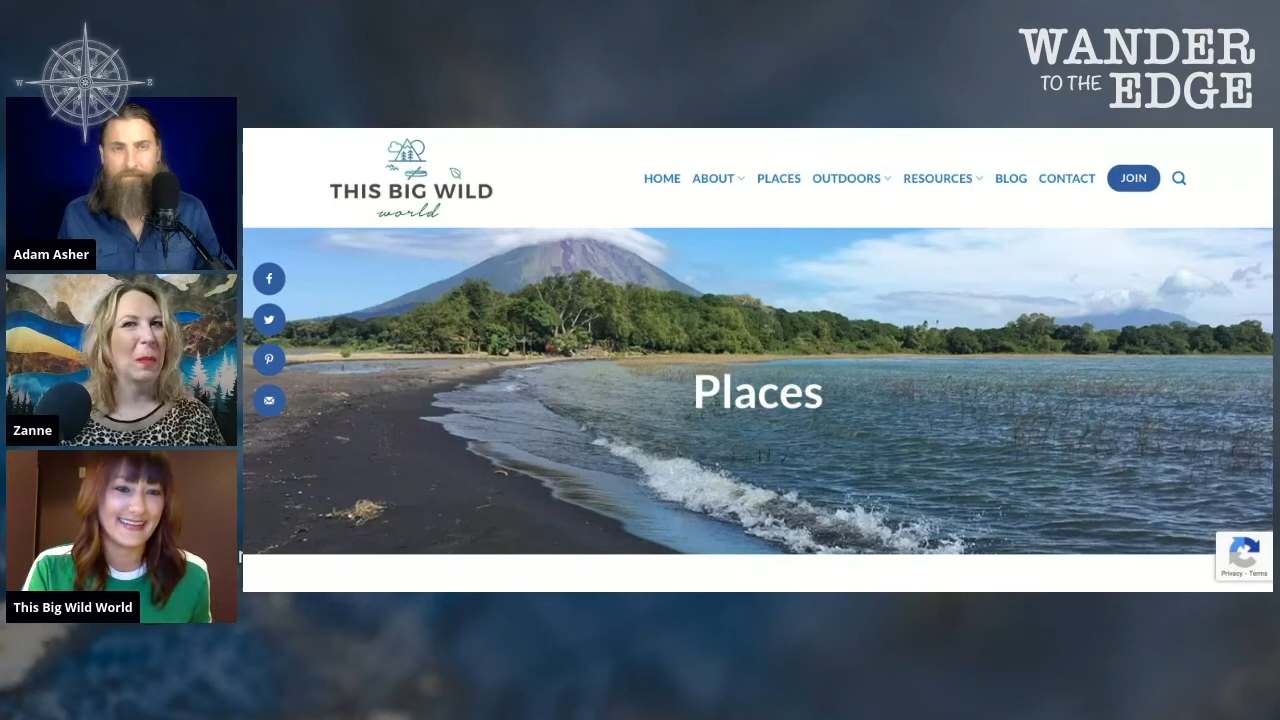 W
E
WANDER
TO THE EDGE
Adam Asher
Zanne
This Big Wild World
THIS BIG WILD
world
HOME ABOUT PLACES OUTDOORS RESOURCES BLOG CONTACT JOIN
Places
Privacy - Terms